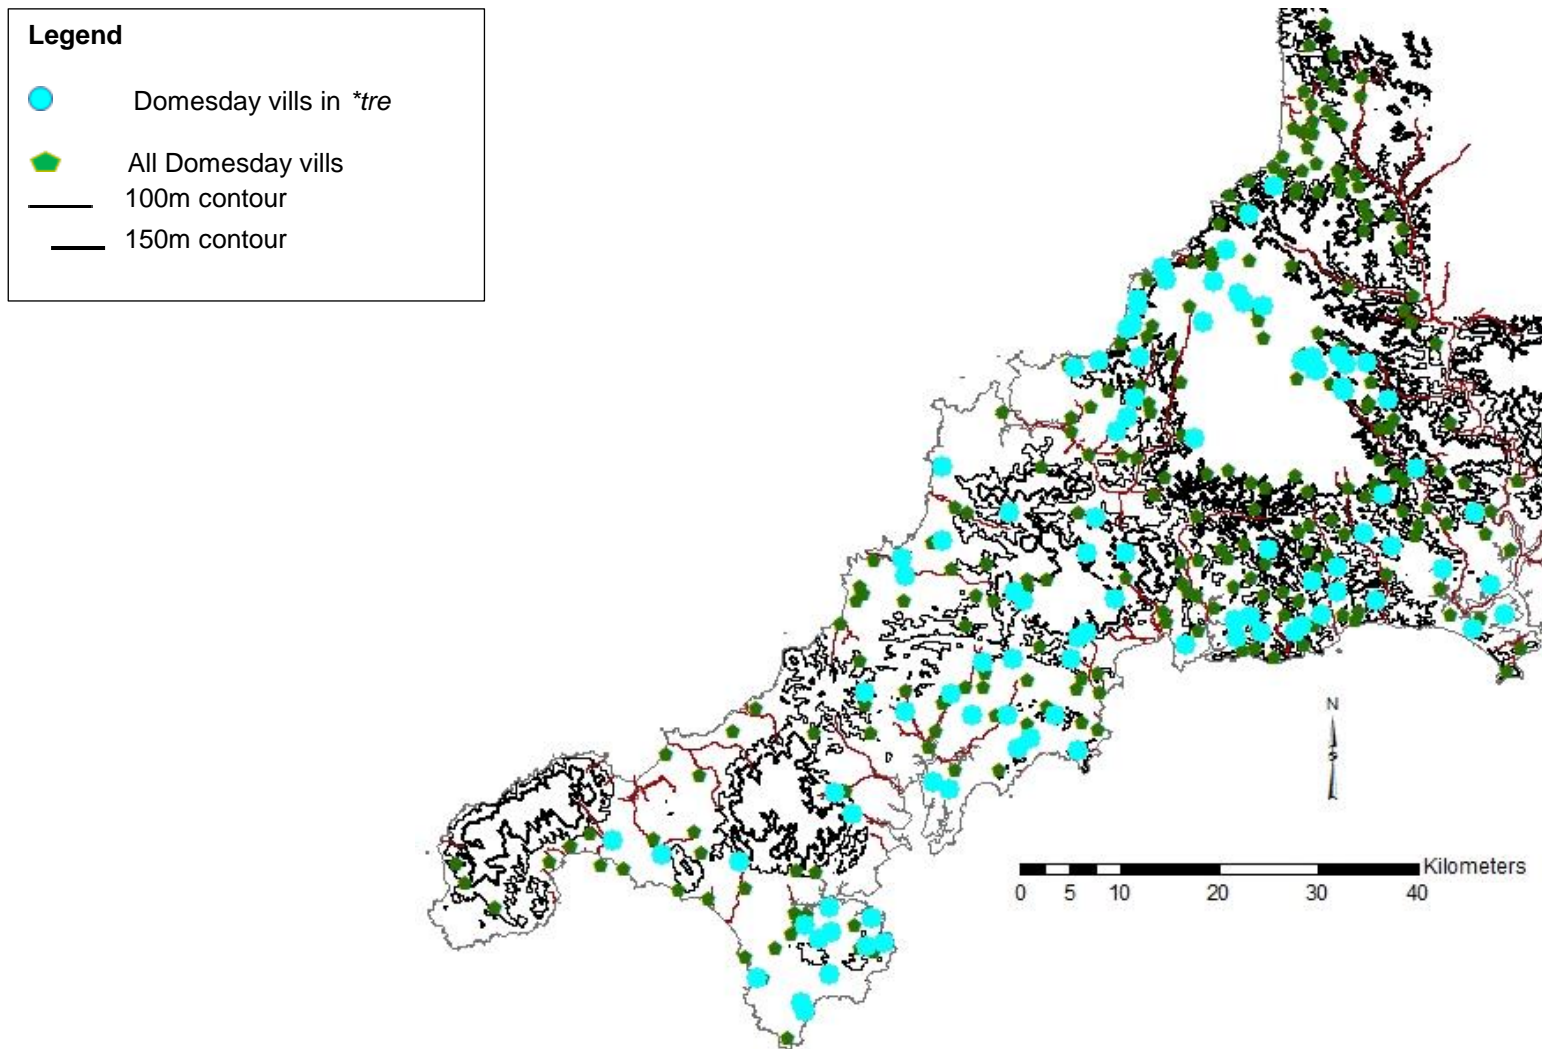 Legend
Domesday vills in *tre
All Domesday vills
100m contour
150m contour
N
S
Kilometers
0 5 10 20 30 40